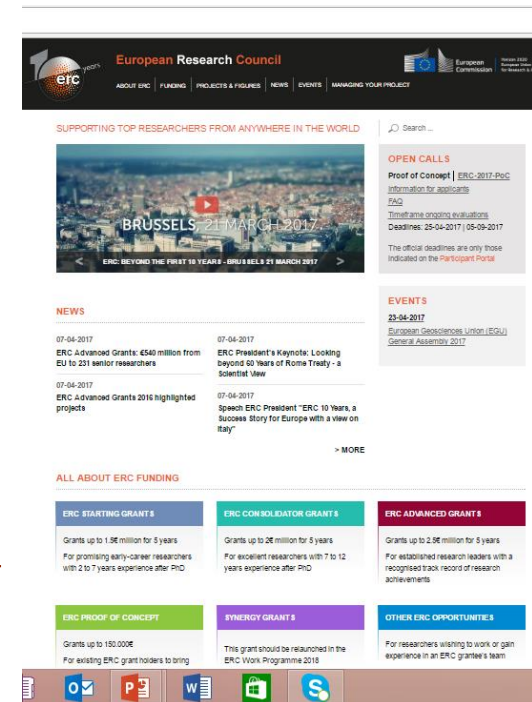 10 years
erc
European Research Council
European Commission
ABOUT ERC | FUNDING | PROJECTS & FIGURES | NEWS | EVENTS | MANAGING YOUR PROJECT
SUPPORTING TOP RESEARCHERS FROM ANYWHERE IN THE WORLD
Search ...
BRUSSELS, 21 MARCH 2017
< ERC: BEYOND THE FIRST 10 YEARS - BRUSSELS 21 MARCH 2017 >
OPEN CALLS
Proof of Concept | ERC-2017-PoC
Information for applicants
FAQ
Timeframe ongoing evaluations
Deadlines: 25-04-2017 | 05-09-2017
The official deadlines are only those
indicated on the Participant Portal
EVENTS
23-04-2017
European Geosciences Union (EGU)
General Assembly 2017
NEWS
07-04-2017
ERC Advanced Grants: €540 million from
EU to 231 senior researchers
07-04-2017
ERC Advanced Grants 2016 highlighted
projects
07-04-2017
ERC President's Keynote: Looking
beyond 60 Years of Rome Treaty - a
Scientist View
07-04-2017
Speech ERC President "ERC 10 Years, a
Success Story for Europe with a view on
Italy"
> MORE
ALL ABOUT ERC FUNDING
ERC STARTING GRANTS
Grants up to 1.5€ million for 5 years
For promising early-career researchers
with 2 to 7 years experience after PhD
ERC CONSOLIDATOR GRANTS
Grants up to 2€ million for 5 years
For excellent researchers with 7 to 12
years experience after PhD
ERC ADVANCED GRANTS
Grants up to 2.5€ million for 5 years
For established research leaders with a
recognised track record of research
achievements
ERC PROOF OF CONCEPT
Grants up to 150.000€
For existing ERC grant holders to bring
SYNERGY GRANTS
This grant should be relaunched in the
ERC Work Programme 2018
OTHER ERC OPPORTUNITIES
For researchers wishing to work or gain
experience in an ERC grantee's team